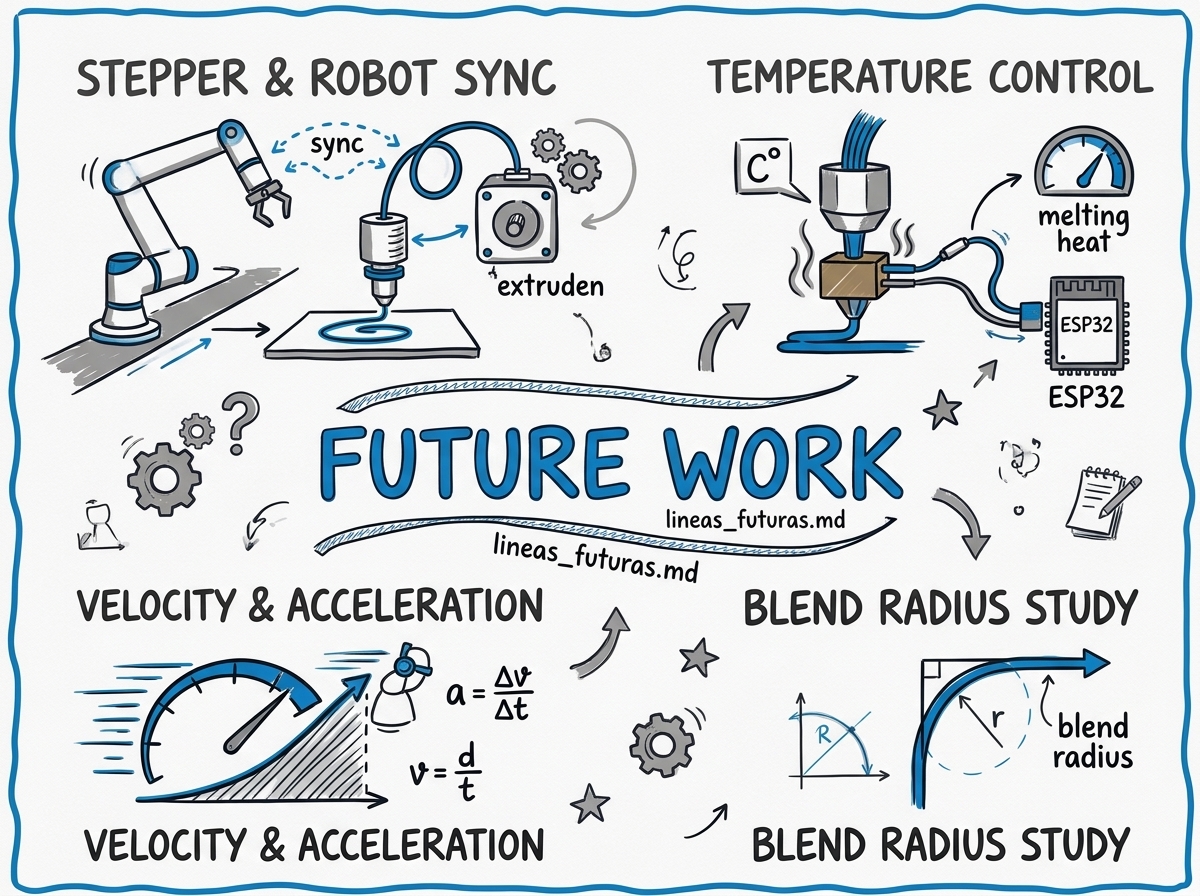 STEPPER & ROBOT SYNC
sync
extruden
TEMPERATURE CONTROL
C°
melting
heat
ESP32
ESP32
?
FUTURE WORK
lineas_futuras.md
lineas_futuras.md
VELOCITY & ACCELERATION
a = Δv/Δt
v = d/t
VELOCITY & ACCELERATION
BLEND RADIUS STUDY
R
r
blend
radius
BLEND RADIUS STUDY